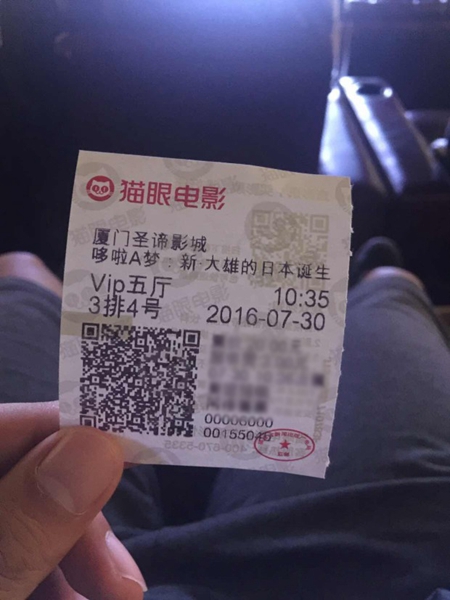 猫眼电影
厦门圣谛影城
哆啦A梦：新·大雄的日本诞生
Vip五厅 10:35
3排4号 2016-07-30
00006000